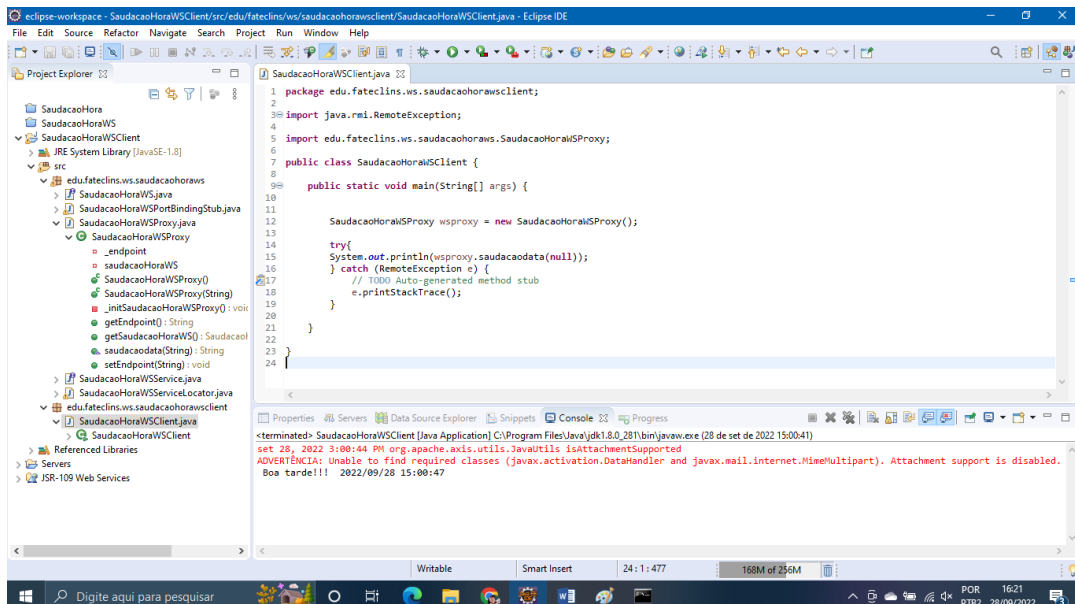 eclipse-workspace - SaudacaoHoraWSClient/src/edu/fateclins/ws/saudacaohorawsclient/SaudacaoHoraWSClient.java - Eclipse IDE
File Edit Source Refactor Navigate Search Project Run Window Help
Project Explorer
SaudacaoHora
SaudacaoHoraWS
SaudacaoHoraWSClient
JRE System Library [JavaSE-1.8]
src
edu.fateclins.ws.saudacaohoraws
SaudacaoHoraWS.java
SaudacaoHoraWSPortBindingStub.java
SaudacaoHoraWSProxy.java
SaudacaoHoraWSProxy
_endpoint
saudacaoHoraWS
SaudacaoHoraWSProxy()
SaudacaoHoraWSProxy(String)
_initSaudacaoHoraWSProxy() : voic
getEndpoint() : String
getSaudacaoHoraWS() : Saudacaol
saudacaodata(String) : String
setEndpoint(String) : void
SaudacaoHoraWSService.java
SaudacaoHoraWSServiceLocator.java
edu.fateclins.ws.saudacaohorawsclient
SaudacaoHoraWSClient.java
SaudacaoHoraWSClient
Referenced Libraries
Servers
JSR-109 Web Services
SaudacaoHoraWSClient.java
1 package edu.fateclins.ws.saudacaohorawsclient;
2
3 import java.rmi.RemoteException;
4
5 import edu.fateclins.ws.saudacaohoraws.SaudacaoHoraWSProxy;
6
7 public class SaudacaoHoraWSClient {
8
9 public static void main(String[] args) {
10
11
12 SaudacaoHoraWSProxy wsproxy = new SaudacaoHoraWSProxy();
13
14 try{
15 System.out.println(wsproxy.saudacaodata(null));
16 } catch (RemoteException e) {
17 // TODO Auto-generated method stub
18 e.printStackTrace();
19 }
20
21 }
22
23 }
24
Properties Servers Data Source Explorer Snippets Console Progress
<terminated> SaudacaoHoraWSClient [Java Application] C:\Program Files\Java\jdk1.8.0_281\bin\javaw.exe (28 de set de 2022 15:00:41)
set 28, 2022 3:00:44 PM org.apache.axis.utils.JavaUtils isAttachmentSupported
ADVERTÊNCIA: Unable to find required classes (javax.activation.DataHandler and javax.mail.internet.MimeMultipart). Attachment support is disabled.
Boa tarde!!! 2022/09/28 15:00:47
Writable Smart Insert 24 : 1 : 477 168M of 256M
Digite aqui para pesquisar
POR 16:21
PTB2 28/09/2022
3